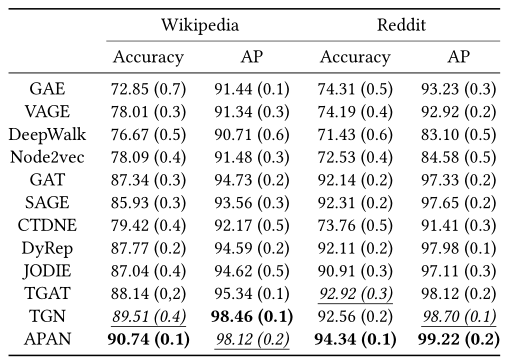 Wikipedia Reddit
Accuracy AP Accuracy AP
GAE 72.85 (0.7) 91.44 (0.1) 74.31 (0.5) 93.23 (0.3)
VAGE 78.01 (0.3) 91.34 (0.3) 74.19 (0.4) 92.92 (0.2)
DeepWalk 76.67 (0.5) 90.71 (0.6) 71.43 (0.6) 83.10 (0.5)
Node2vec 78.09 (0.4) 91.48 (0.3) 72.53 (0.4) 84.58 (0.5)
GAT 87.34 (0.3) 94.73 (0.2) 92.14 (0.2) 97.33 (0.2)
SAGE 85.93 (0.3) 93.56 (0.3) 92.31 (0.2) 97.65 (0.2)
CTDNE 79.42 (0.4) 92.17 (0.5) 73.76 (0.5) 91.41 (0.3)
DyRep 87.77 (0.2) 94.59 (0.2) 92.11 (0.2) 97.98 (0.1)
JODIE 87.04 (0.4) 94.62 (0.5) 90.91 (0.3) 97.11 (0.3)
TGAT 88.14 (0,2) 95.34 (0.1) 92.92 (0.3) 98.12 (0.2)
TGN 89.51 (0.4) 98.46 (0.1) 92.56 (0.2) 98.70 (0.1)
APAN 90.74 (0.1) 98.12 (0.2) 94.34 (0.1) 99.22 (0.2)